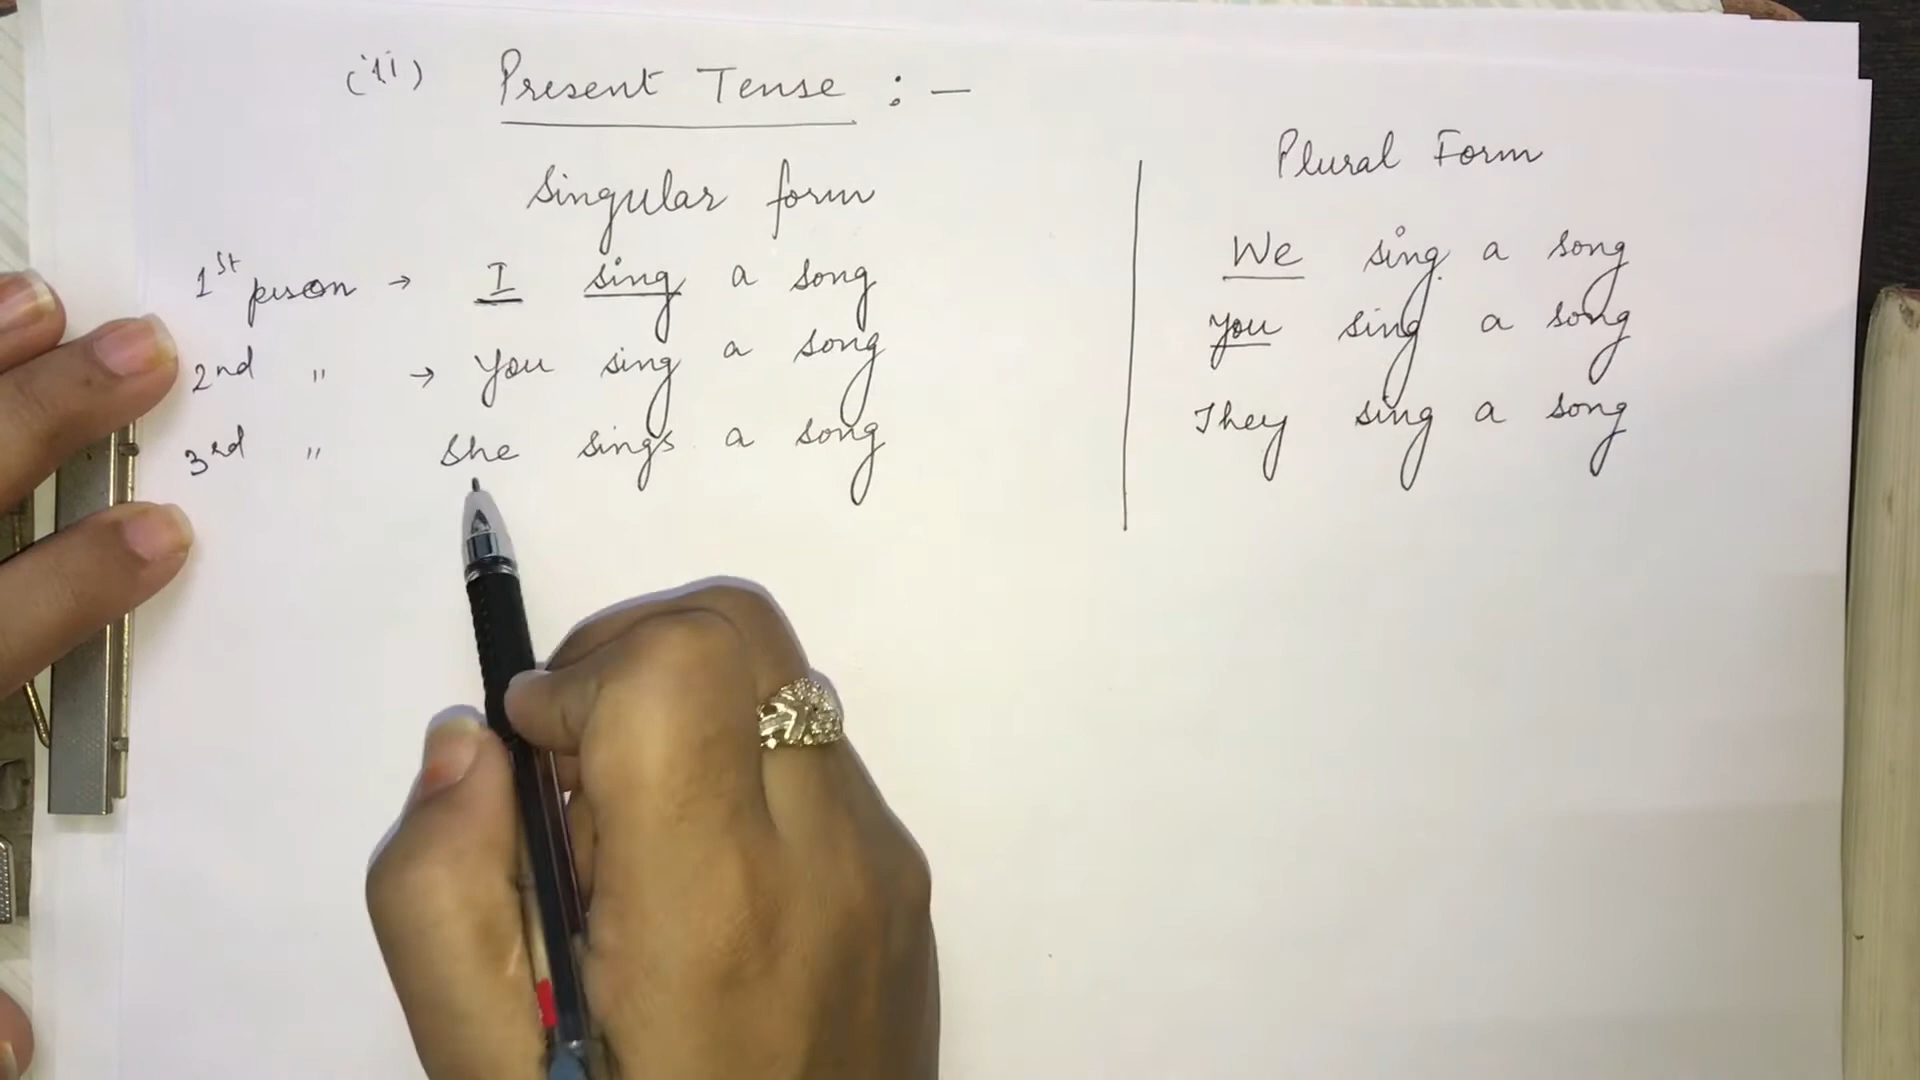 (ii) Present Tense : —
Singular form
1st person → I sing a song
2nd " → You sing a song
3rd " She sings a song
Plural Form
We sing a song
You sing a song
They sing a song